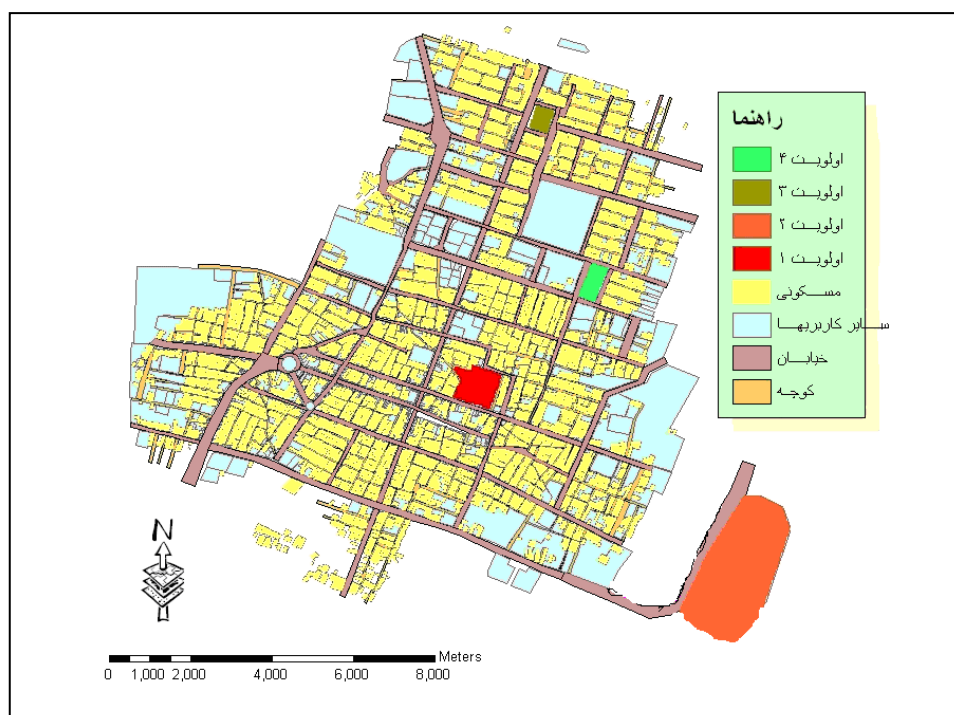 راهنما
اولویت ۴
اولویت ۳
اولویت ۲
اولویت ۱
مسکونی
سایر کاربریها
خیابان
کوچه
N
Meters
0 1,000 2,000 4,000 6,000 8,000